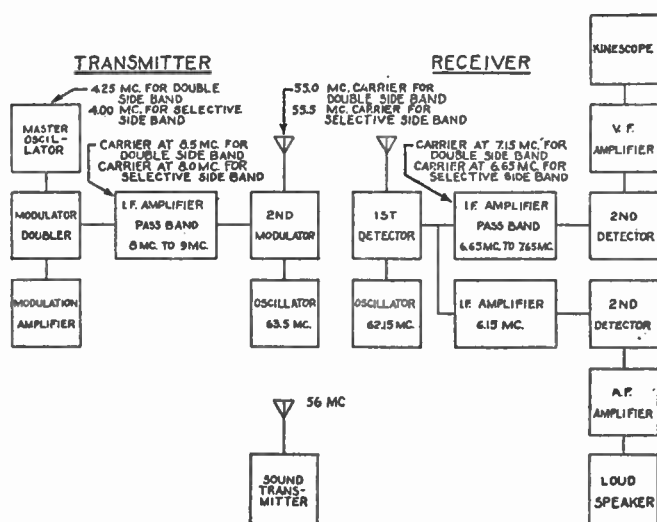 TRANSMITTER
RECEIVER
4.25 MC. FOR DOUBLE
SIDE BAND
4.00 MC. FOR SELECTIVE
SIDE BAND
MASTER
OSCIL-
LATOR
CARRIER AT 8.5 MC. FOR
DOUBLE SIDE BAND
CARRIER AT 8.0 MC. FOR
SELECTIVE SIDE BAND
MODULATOR
DOUBLER
I.F. AMPLIFIER
PASS BAND
8 MC. TO 9 MC.
2ND
MODULATOR
MODULATION
AMPLIFIER
OSCILLATOR
63.5 MC.
55.0 MC. CARRIER FOR
DOUBLE SIDE BAND
55.5 MC. CARRIER FOR
SELECTIVE SIDE BAND
56 MC
SOUND
TRANS-
MITTER
CARRIER AT 7.15 MC. FOR
DOUBLE SIDE BAND
CARRIER AT 6.65 MC. FOR
SELECTIVE SIDE BAND
1ST
DETECTOR
I.F. AMPLIFIER
PASS BAND
6.65 MC. TO 7.65 MC.
2ND
DETECTOR
V.F.
AMPLIFIER
KINESCOPE
OSCILLATOR
62.15 MC.
I.F. AMPLIFIER
6.15 MC.
2ND
DETECTOR
A.F.
AMPLIFIER
LOUD
SPEAKER